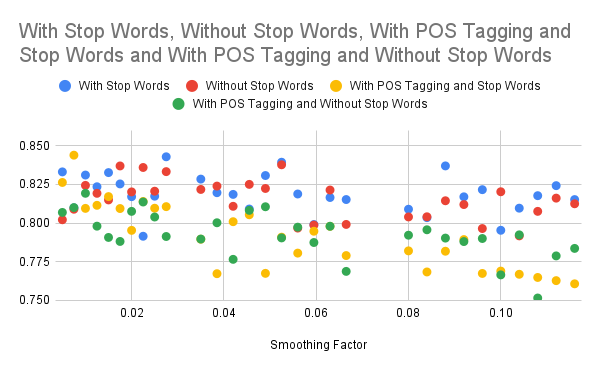 With Stop Words, Without Stop Words, With POS Tagging and
Stop Words and With POS Tagging and Without Stop Words
With Stop Words Without Stop Words With POS Tagging and Stop Words
With POS Tagging and Without Stop Words
0.850
0.825
0.800
0.775
0.750
0.02 0.04 0.06 0.08 0.10
Smoothing Factor